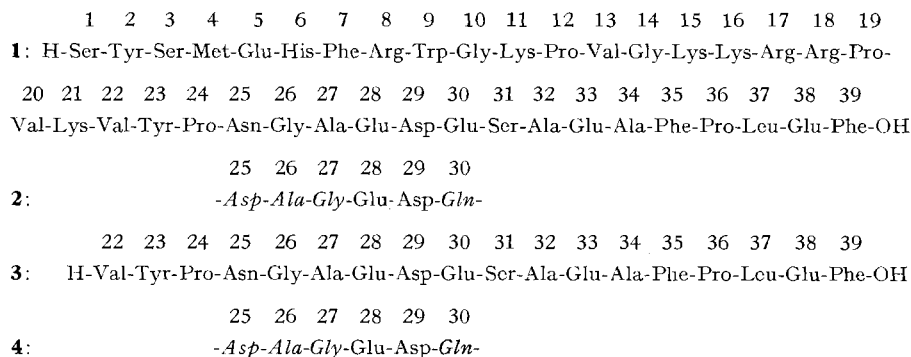 1 2 3 4 5 6 7 8 9 10 11 12 13 14 15 16 17 18 19
1: H-Ser-Tyr-Ser-Met-Glu-His-Phe-Arg-Trp-Gly-Lys-Pro-Val-Gly-Lys-Lys-Arg-Arg-Pro-
20 21 22 23 24 25 26 27 28 29 30 31 32 33 34 35 36 37 38 39
Val-Lys-Val-Tyr-Pro-Asn-Gly-Ala-Glu-Asp-Glu-Ser-Ala-Glu-Ala-Phe-Pro-Leu-Glu-Phe-OH
25 26 27 28 29 30
2: -Asp-Ala-Gly-Glu-Asp-Gln-
22 23 24 25 26 27 28 29 30 31 32 33 34 35 36 37 38 39
3: H-Val-Tyr-Pro-Asn-Gly-Ala-Glu-Asp-Glu-Ser-Ala-Glu-Ala-Phe-Pro-Leu-Glu-Phe-OH
25 26 27 28 29 30
4: -Asp-Ala-Gly-Glu-Asp-Gln-